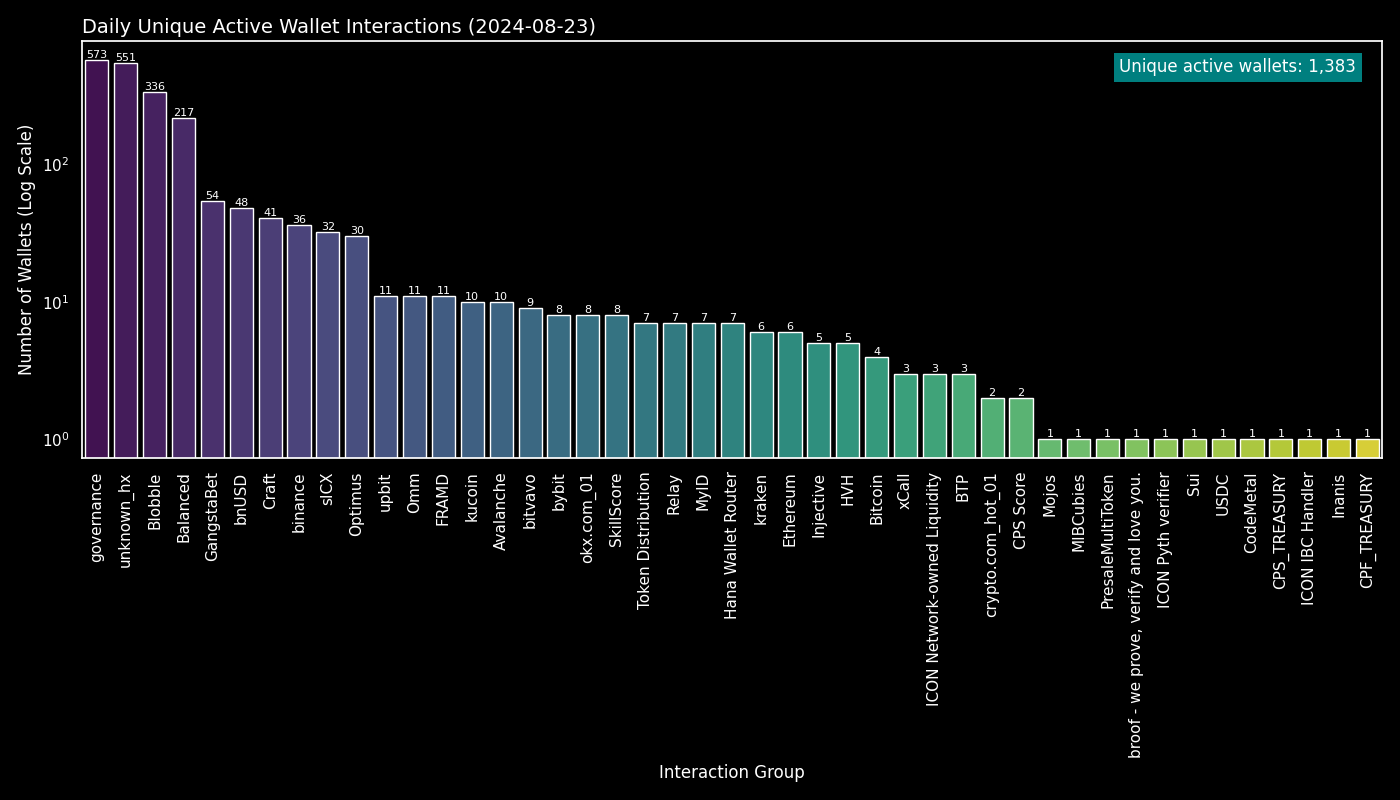 Daily Unique Active Wallet Interactions (2024-08-23)
Unique active wallets: 1,383
Number of Wallets (Log Scale)
10²
10¹
10⁰
573
551
336
217
54
48
41
36
32
30
11
11
11
10
10
9
8
8
8
7
7
7
7
6
6
5
5
4
3
3
3
2
2
1
1
1
1
1
1
1
1
1
1
1
1
governance
unknown_hx
Blobble
Balanced
GangstaBet
bnUSD
Craft
binance
sICX
Optimus
upbit
Omm
FRAMD
kucoin
Avalanche
bitvavo
bybit
okx.com_01
SkillScore
Token Distribution
Relay
MyID
Hana Wallet Router
kraken
Ethereum
Injective
HVH
Bitcoin
xCall
ICON Network-owned Liquidity
BTP
crypto.com_hot_01
CPS Score
Mojos
MIBCubies
PresaleMultiToken
broof - we prove, verify and love you.
ICON Pyth verifier
Sui
USDC
CodeMetal
CPS_TREASURY
ICON IBC Handler
Inanis
CPF_TREASURY
Interaction Group